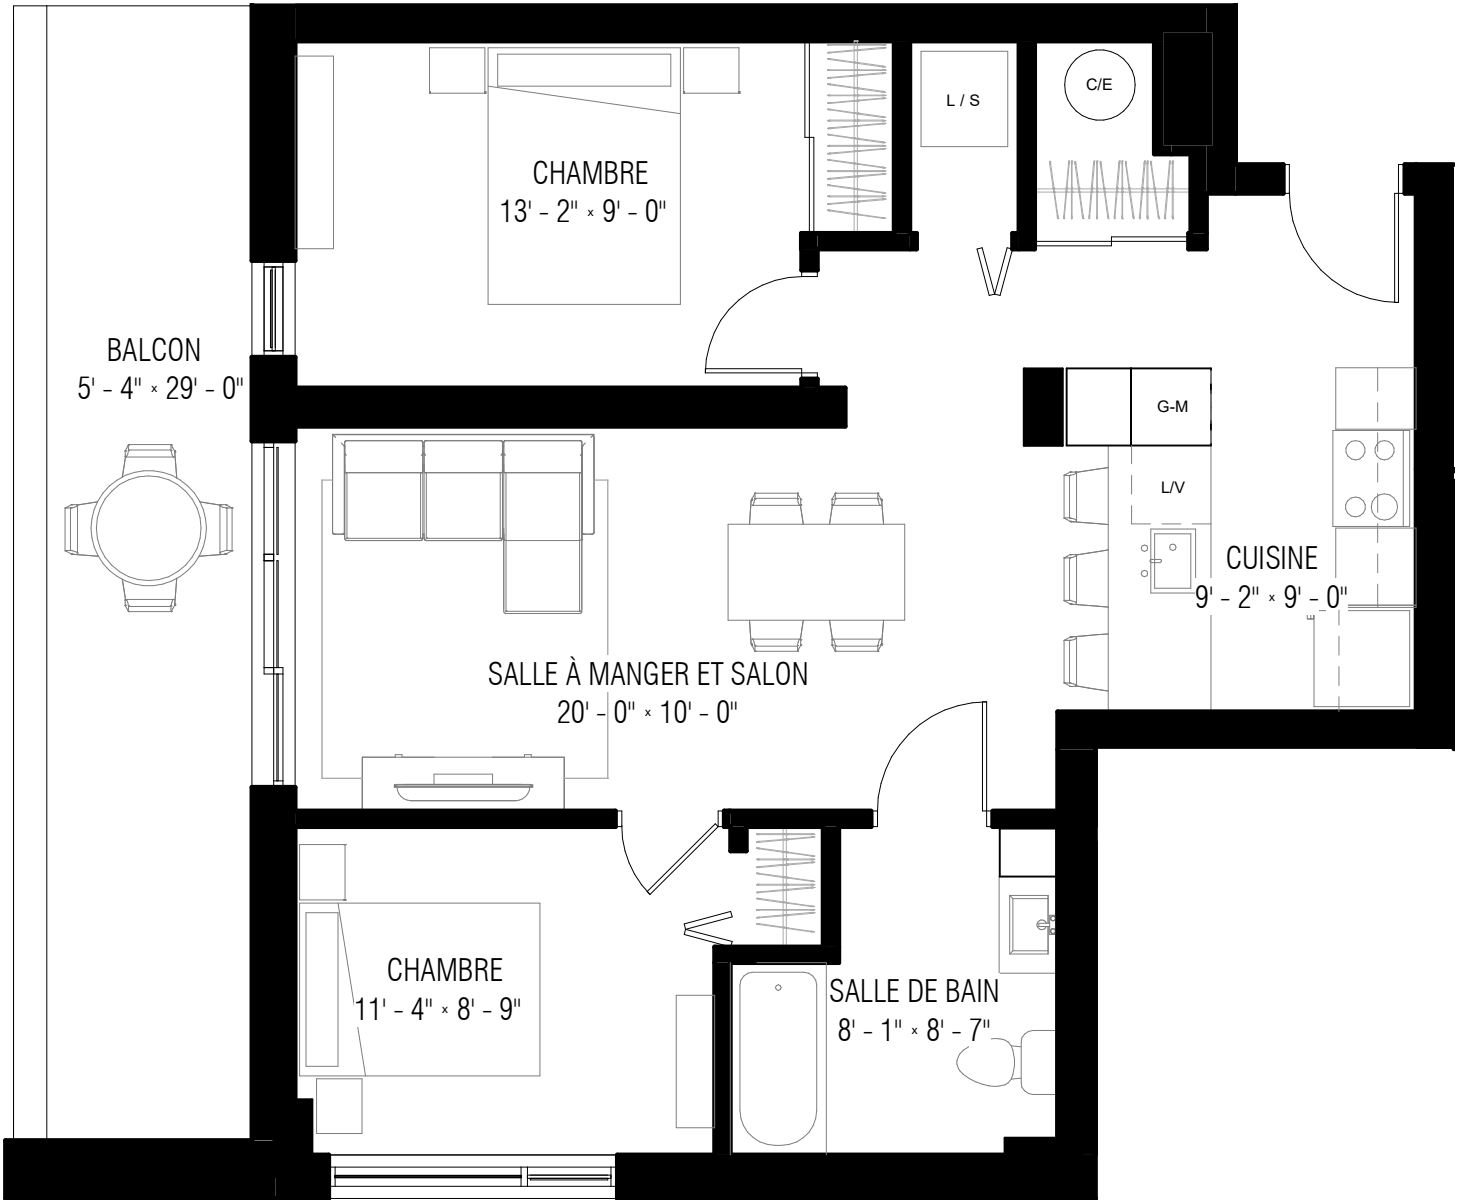 L / S
C/E
CHAMBRE
13' - 2" x 9' - 0"
BALCON
5' - 4" x 29' - 0"
G-M
L/V
CUISINE
9' - 2" x 9' - 0"
SALLE À MANGER ET SALON
20' - 0" x 10' - 0"
CHAMBRE
11' - 4" x 8' - 9"
SALLE DE BAIN
8' - 1" x 8' - 7"